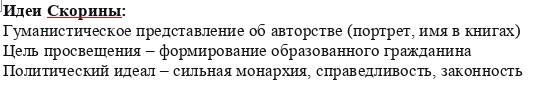 Идеи Скорины:
Гуманистическое представление об авторстве (портрет, имя в книгах)
Цель просвещения – формирование образованного гражданина
Политический идеал – сильная монархия, справедливость, законность